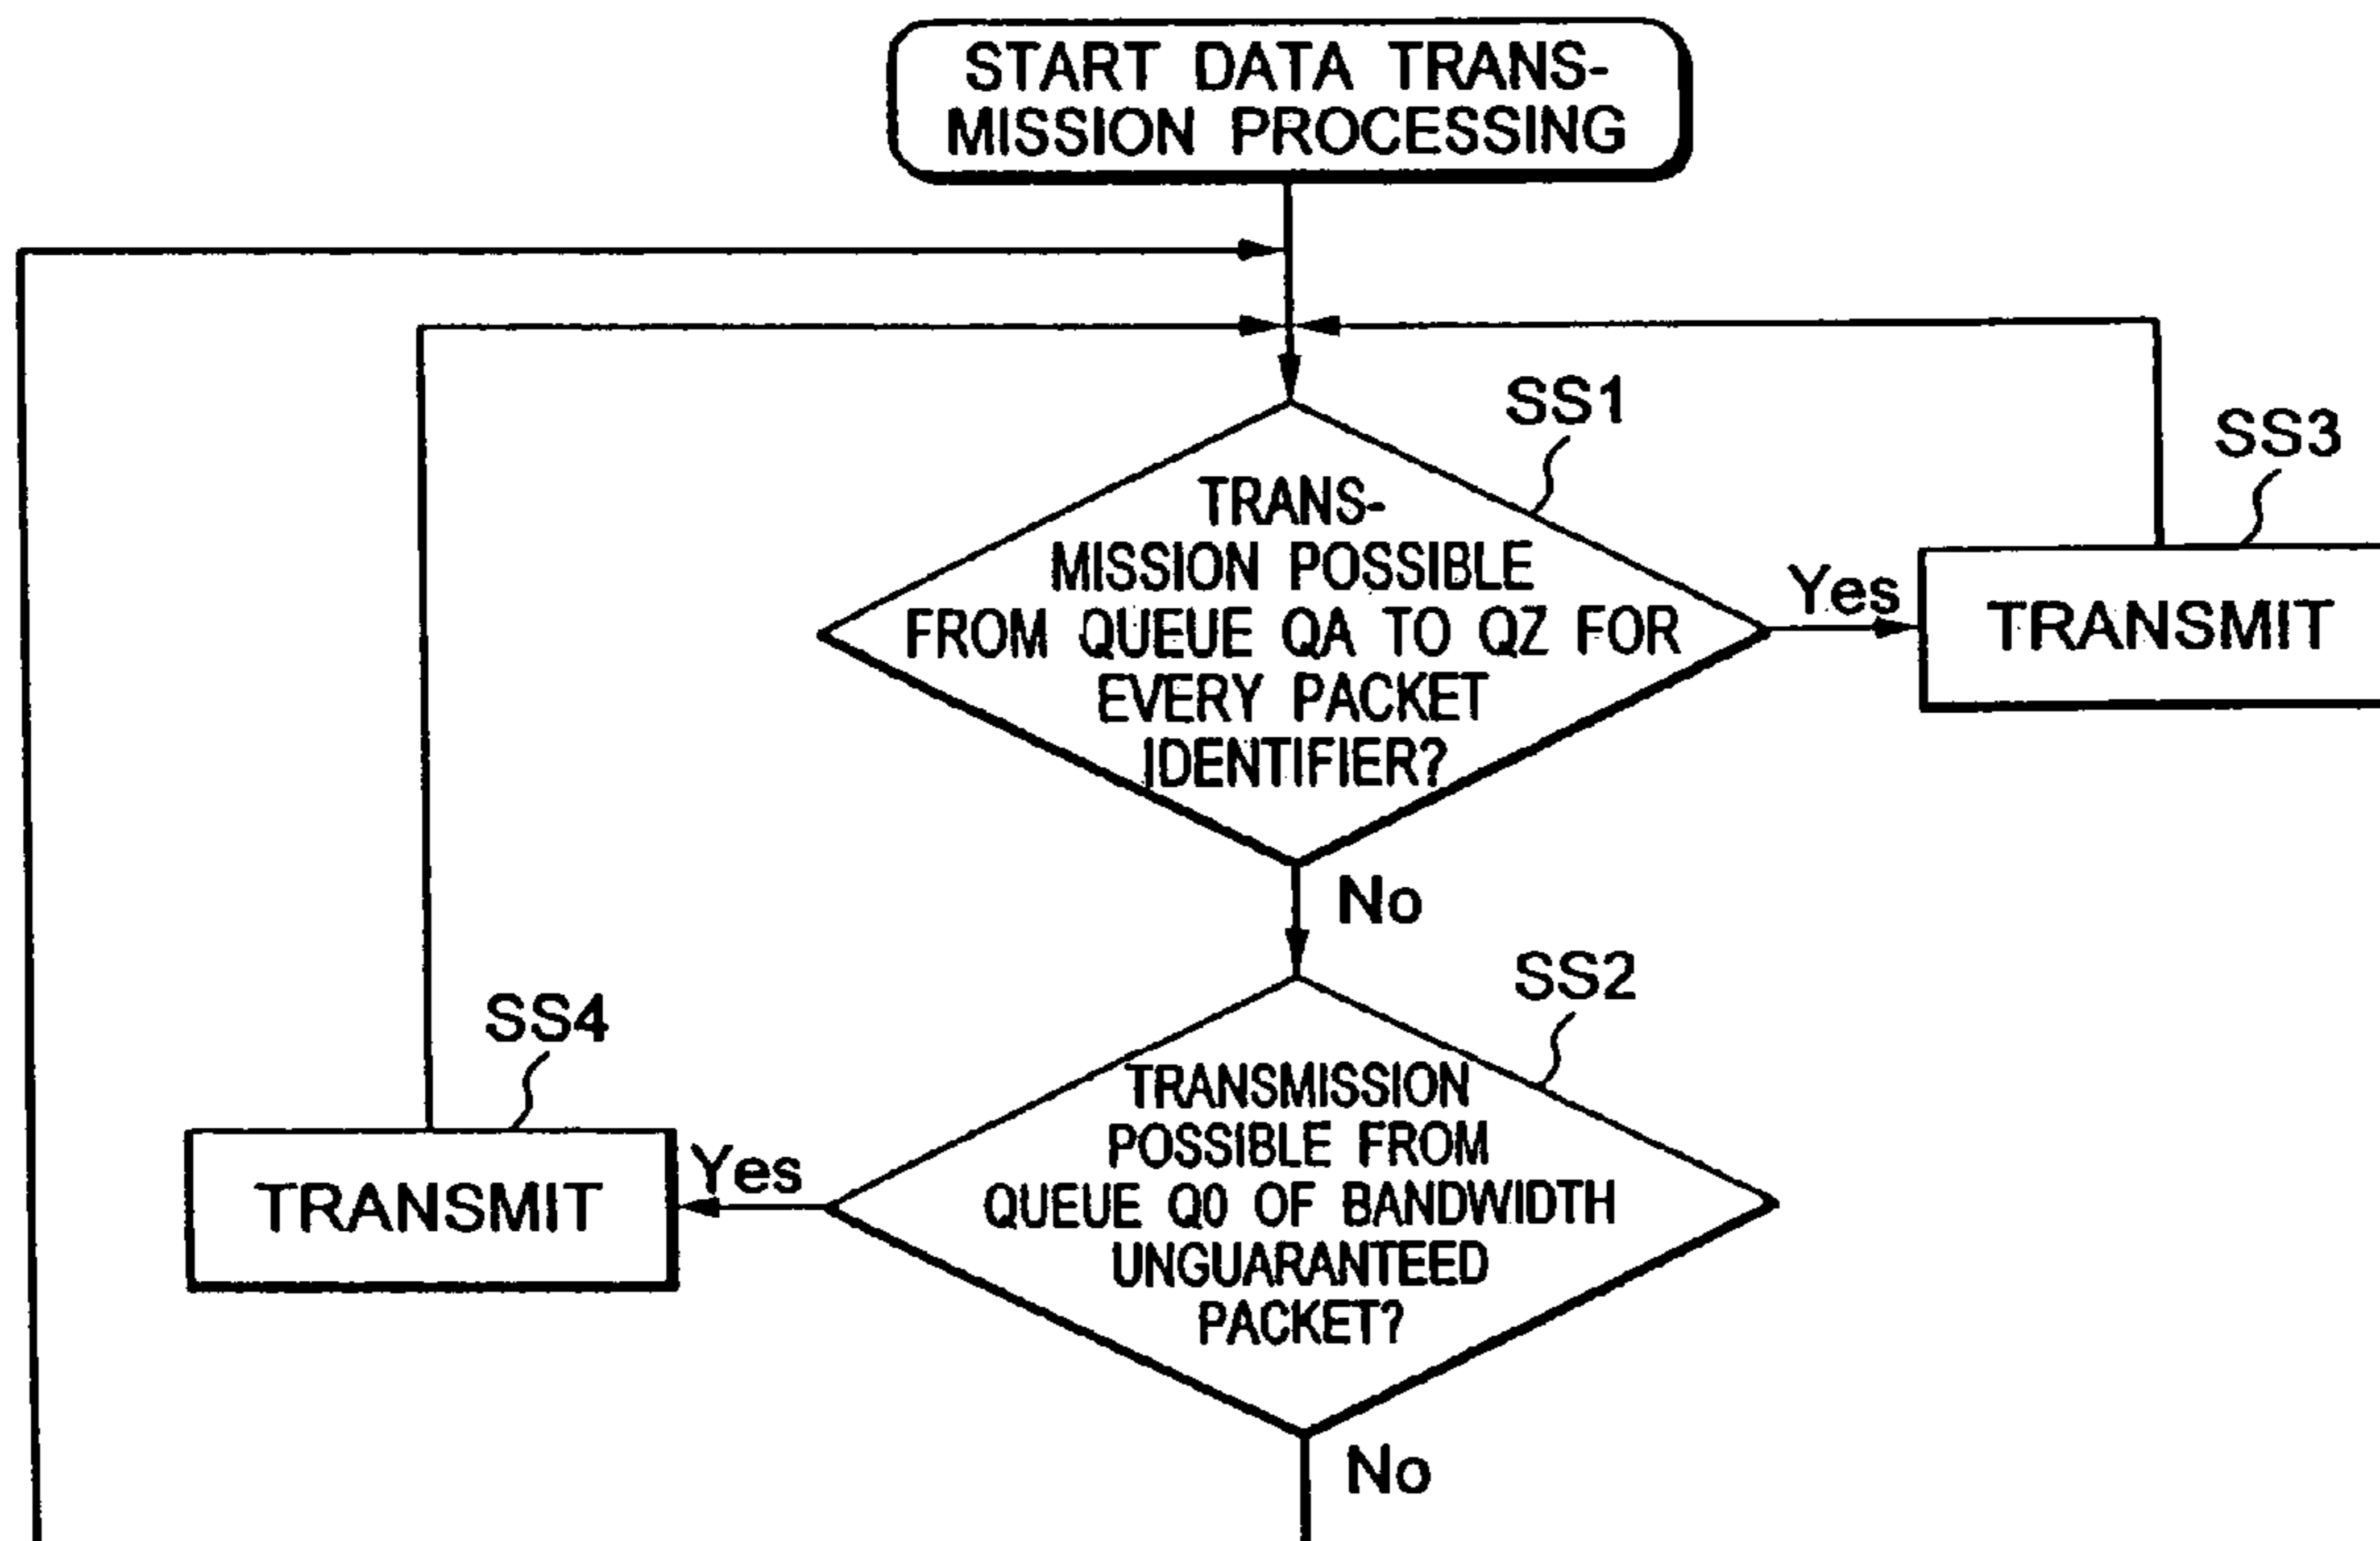 START DATA TRANS-
MISSION PROCESSING
SS1
TRANS-
MISSION POSSIBLE
FROM QUEUE QA TO QZ FOR
EVERY PACKET
IDENTIFIER?
Yes
SS3
TRANSMIT
No
SS2
TRANSMISSION
POSSIBLE FROM
QUEUE Q0 OF BANDWIDTH
UNGUARANTEED
PACKET?
Yes
SS4
TRANSMIT
No